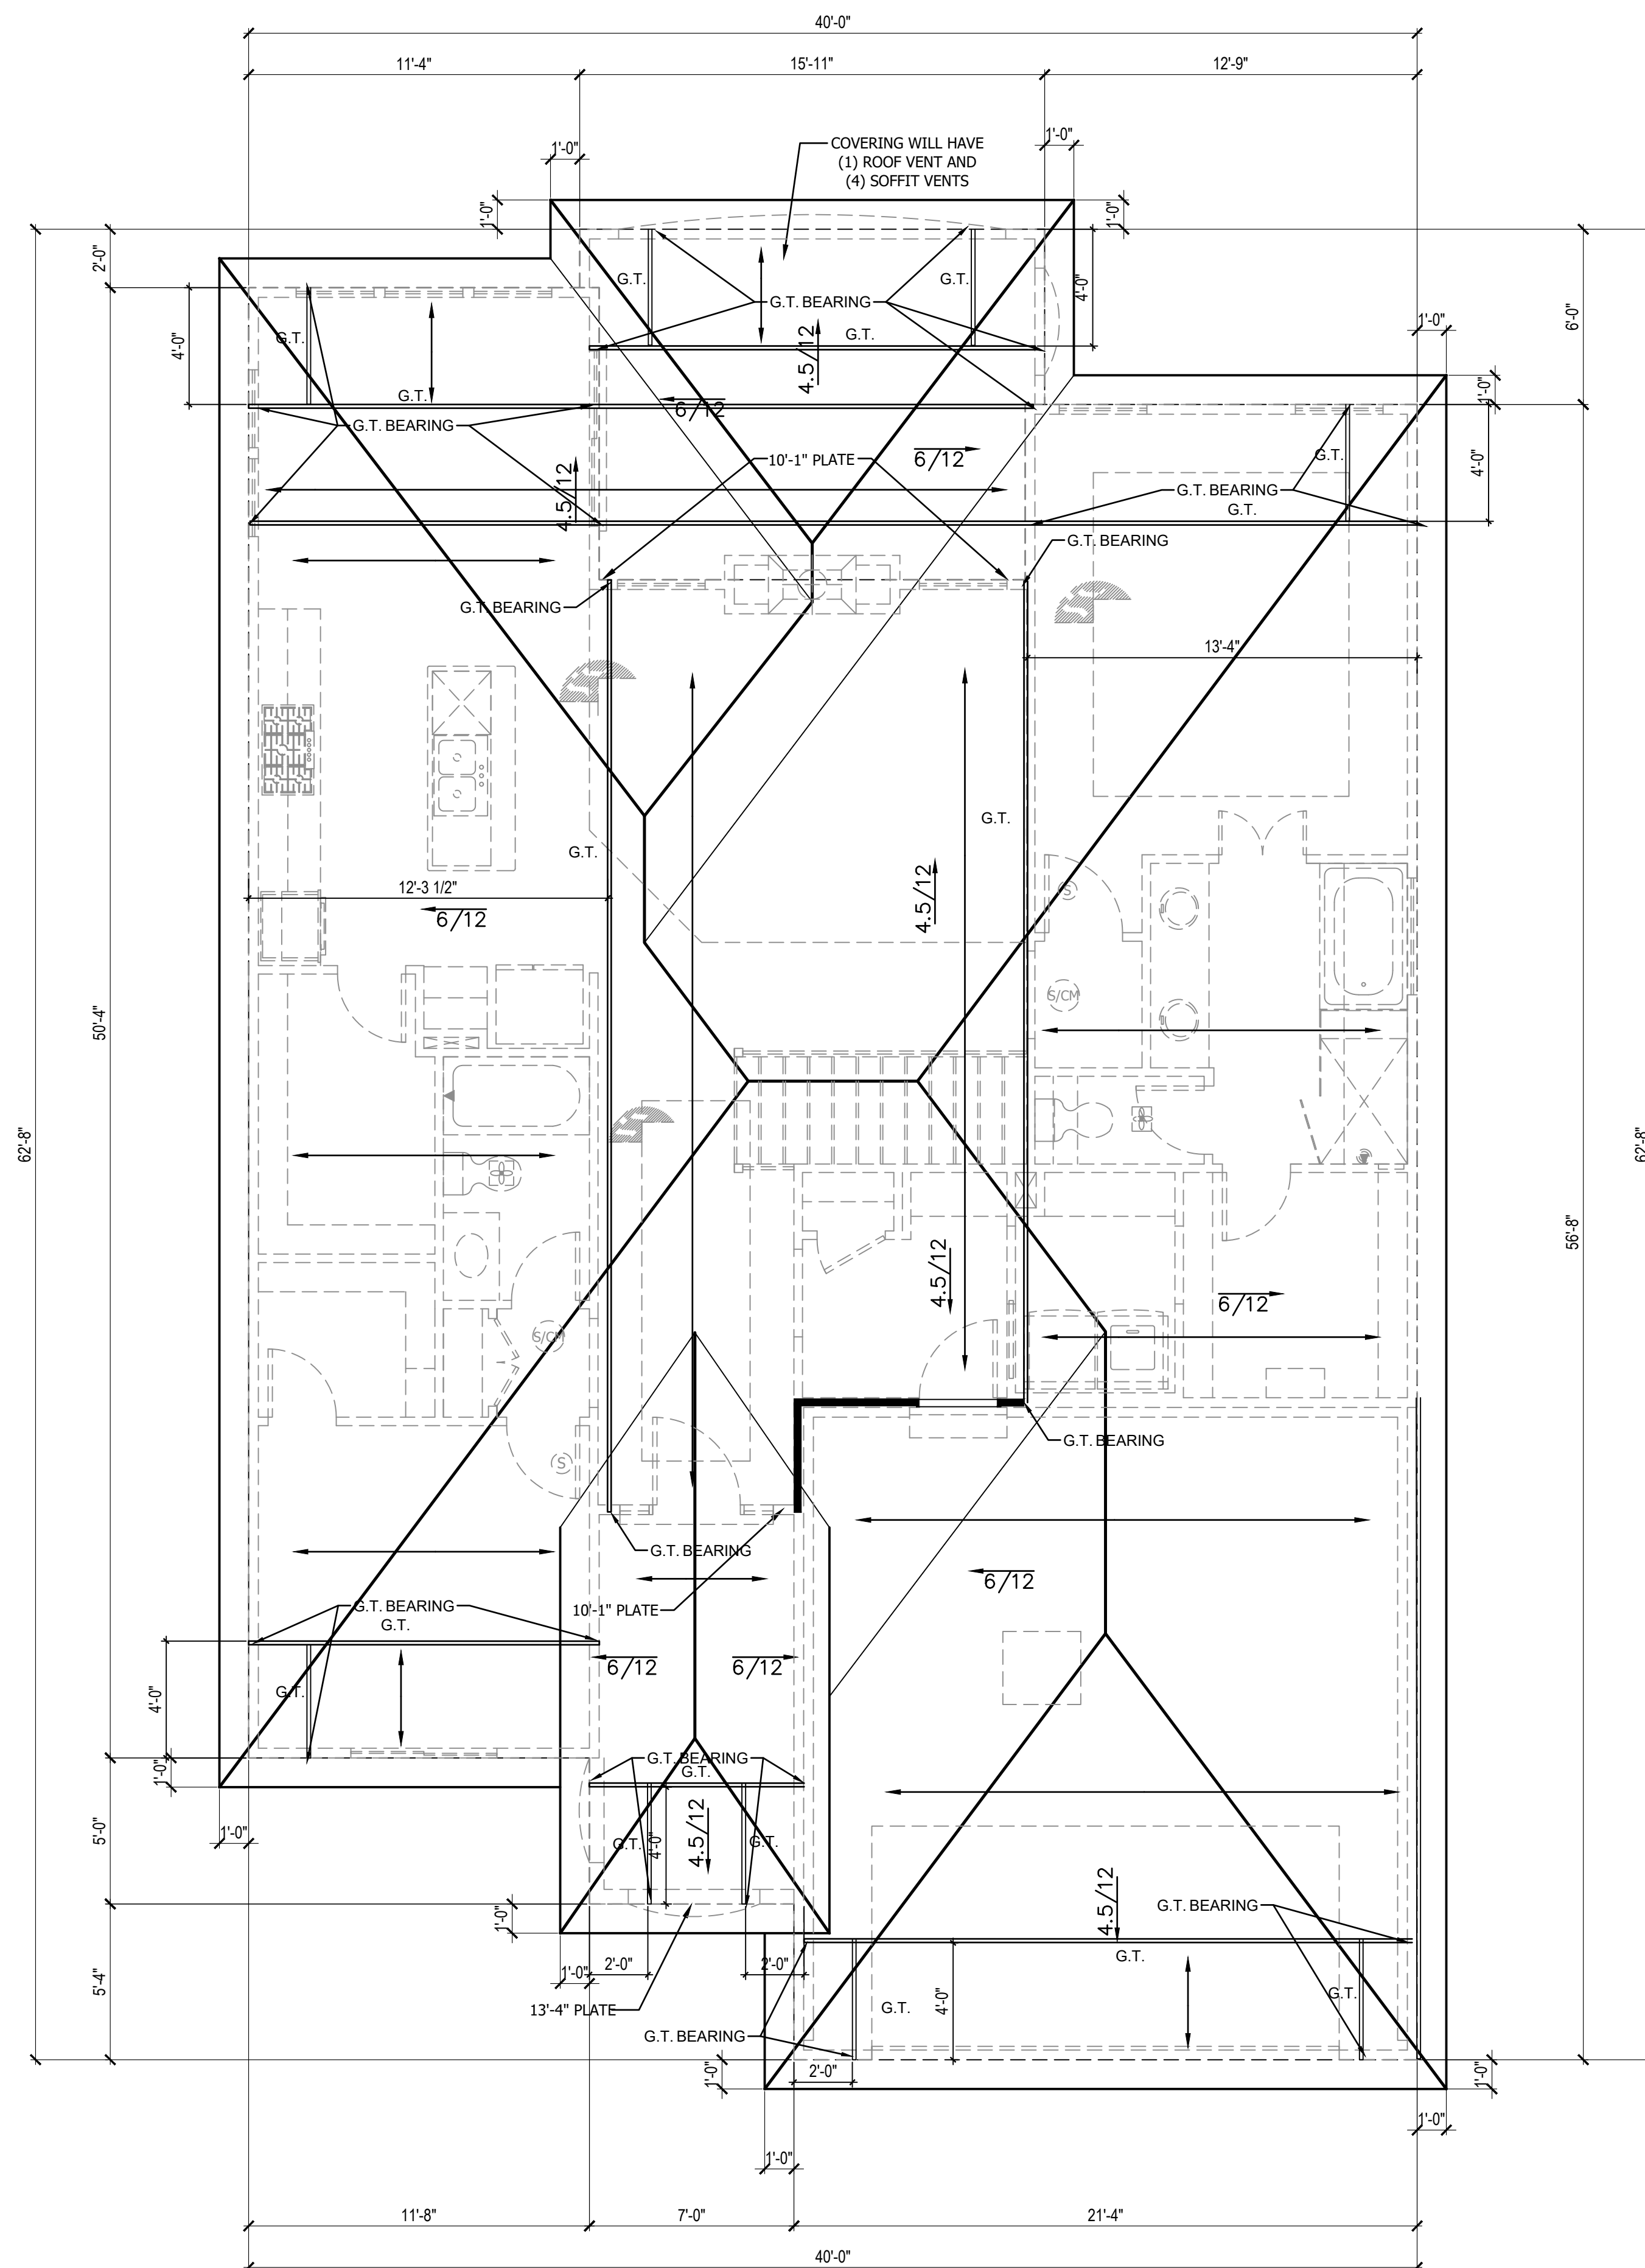 40'-0"
11'-4"
15'-11"
12'-9"
COVERING WILL HAVE
(1) ROOF VENT AND
(4) SOFFIT VENTS
1'-0"
1'-0"
1'-0"
1'-0"
2'-0"
G.T.
G.T.
4'-0"
6'-0"
G.T. BEARING
1'-0"
4'-0"
G.T.
G.T.
4.5/12
1'-0"
G.T.
6/12
G.T. BEARING
G.T.
6/12
10'-1" PLATE
4'-0"
4.5/12
G.T. BEARING
G.T.
G.T. BEARING
G.T. BEARING
13'-4"
G.T.
G.T.
12'-3 1/2"
6/12
4.5/12
S
S/CM
50'-4"
62'-8"
62'-8"
56'-8"
4.5/12
6/12
S/CM
S
G.T. BEARING
G.T. BEARING
6/12
10'-1" PLATE
G.T. BEARING
G.T.
6/12
6/12
4'-0"
G.T.
1'-0"
G.T. BEARING
G.T.
1'-0"
5'-0"
G.T.
4'-0"
4.5/12
G.T.
4.5/12
G.T. BEARING
1'-0"
G.T.
1'-0"
2'-0"
2'-0"
5'-4"
13'-4" PLATE
G.T.
4'-0"
G.T.
G.T. BEARING
1'-0"
2'-0"
1'-0"
1'-0"
1'-0"
11'-8"
7'-0"
21'-4"
40'-0"